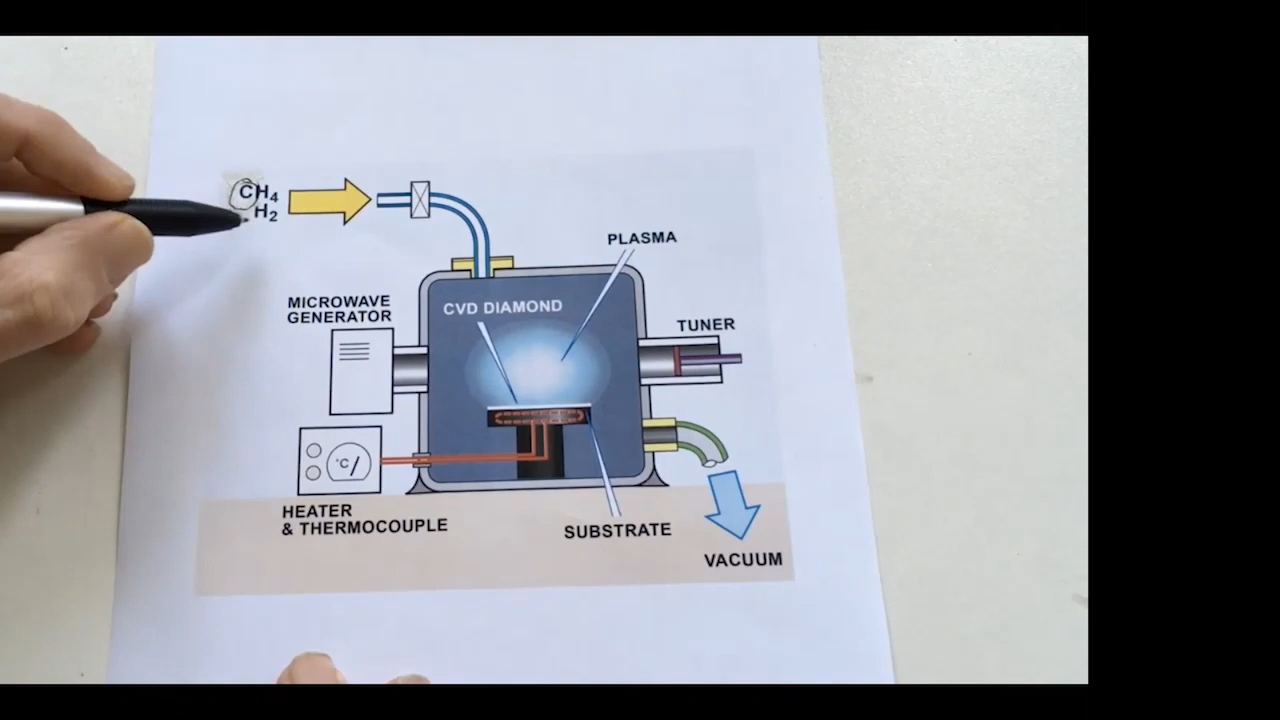 CH4
H2
PLASMA
CVD DIAMOND
MICROWAVE
GENERATOR
TUNER
°C
HEATER
& THERMOCOUPLE
SUBSTRATE
VACUUM